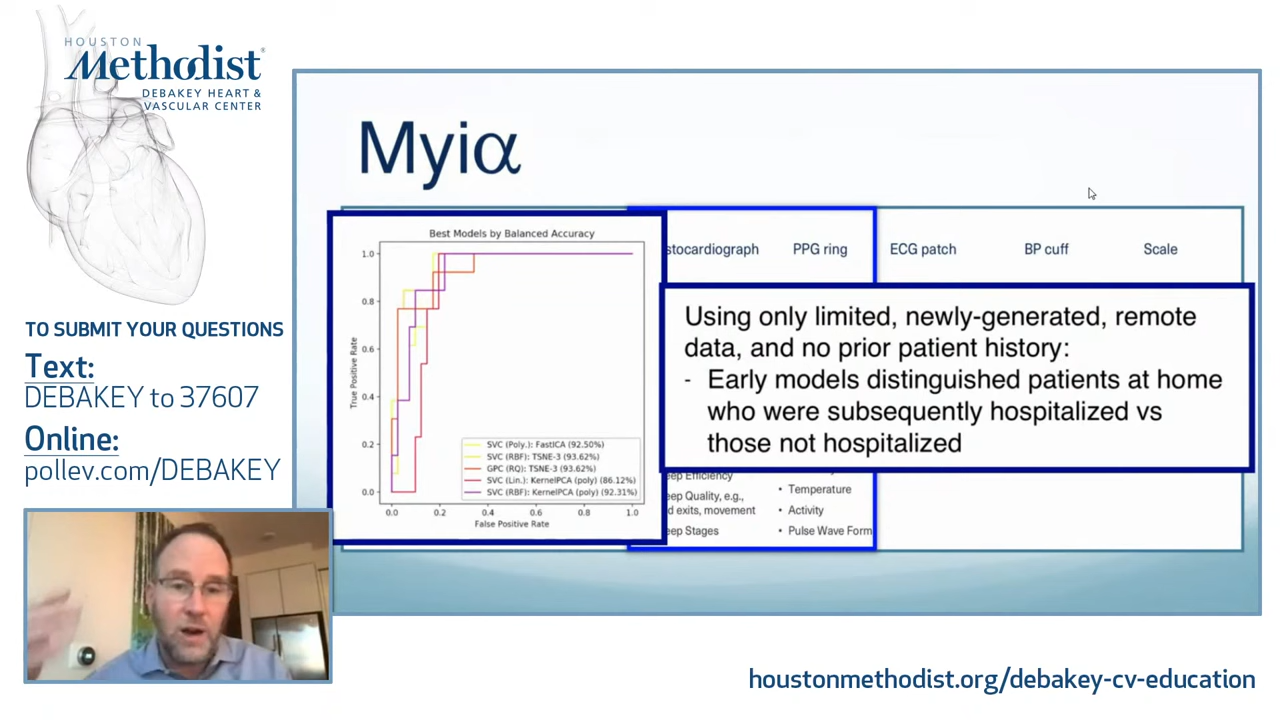 HOUSTON
Methodist®
DEBAKEY HEART &
VASCULAR CENTER
TO SUBMIT YOUR QUESTIONS
Text:
DEBAKEY to 37607
Online:
pollev.com/DEBAKEY
Myiα
stocardiograph PPG ring ECG patch BP cuff Scale
Best Models by Balanced Accuracy
True Positive Rate
1.0
0.8
0.6
0.4
0.2
0.0
SVC (Poly.): FastICA (92.50%)
SVC (RBF): TSNE-3 (93.62%)
GPC (RQ): TSNE-3 (93.62%)
SVC (Lin.): KernelPCA (poly) (86.12%)
SVC (RBF): KernelPCA (poly) (92.31%)
0.0 0.2 0.4 0.6 0.8 1.0
False Positive Rate
Using only limited, newly-generated, remote
data, and no prior patient history:
- Early models distinguished patients at home
who were subsequently hospitalized vs
those not hospitalized
eep Efficiency
eep Quality, e.g.,
d exits, movement
eep Stages
• Temperature
• Activity
• Pulse Wave Form
houstonmethodist.org/debakey-cv-education